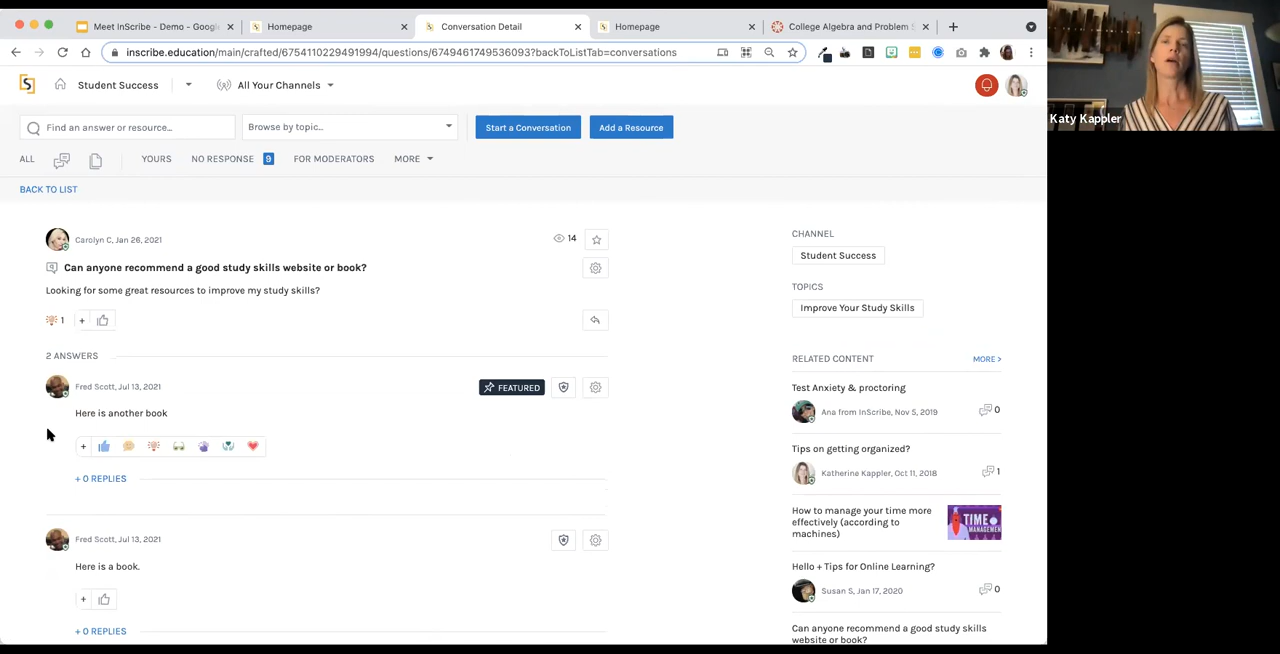 Meet InScribe - Demo - Googl
Homepage
Conversation Detail
Homepage
College Algebra and Problem S
inscribe.education/main/crafted/6754110229491994/questions/6749461749536093?backToListTab=conversations
Katy Kappler
Student Success
All Your Channels
Find an answer or resource...
Browse by topic...
Start a Conversation
Add a Resource
ALL
YOURS
NO RESPONSE 9
FOR MODERATORS
MORE
BACK TO LIST
Carolyn C, Jan 26, 2021
14
Can anyone recommend a good study skills website or book?
Looking for some great resources to improve my study skills?
1 +
2 ANSWERS
Fred Scott, Jul 13, 2021
FEATURED
Here is another book
+
+ 0 REPLIES
Fred Scott, Jul 13, 2021
Here is a book.
+
+ 0 REPLIES
CHANNEL
Student Success
TOPICS
Improve Your Study Skills
RELATED CONTENT
MORE >
Test Anxiety & proctoring
Ana from InScribe, Nov 5, 2019
0
Tips on getting organized?
Katherine Kappler, Oct 11, 2018
1
How to manage your time more
effectively (according to
machines)
TIME
MANAGEMENT
Hello + Tips for Online Learning?
Susan S, Jan 17, 2020
0
Can anyone recommend a good study skills
website or book?